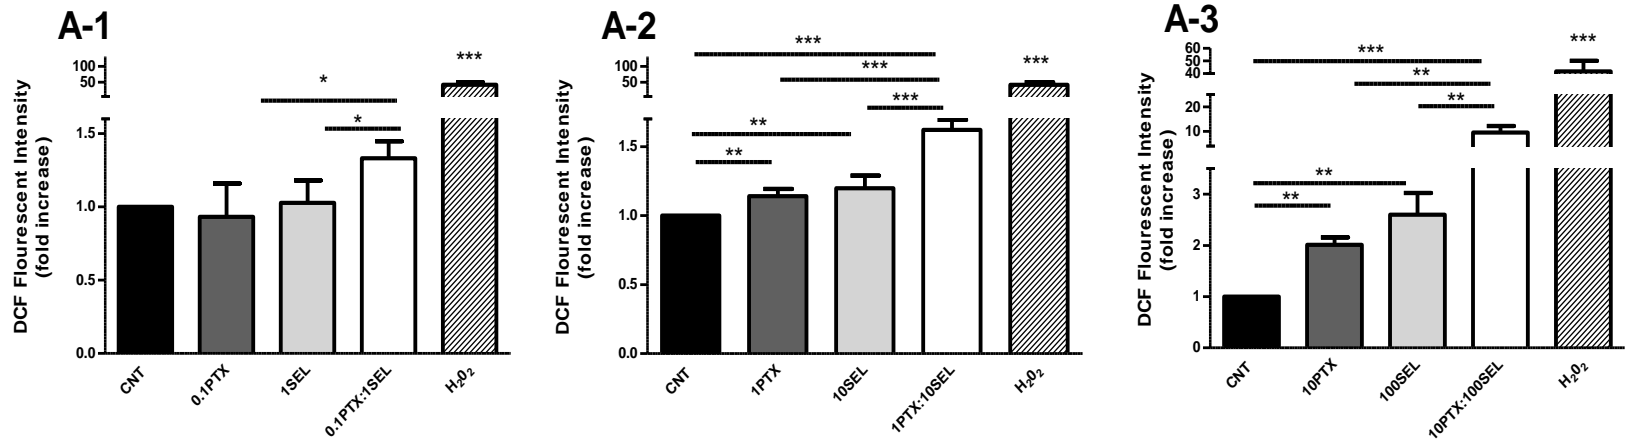 A-1
DCF Flourescent Intensity
(fold increase)
100
50
1.5
1.0
0.5
0.0
*
*
***
CNT
0.1PTX
1SEL
0.1PTX:1SEL
H₂0₂
A-2
DCF Flourescent Intensity
(fold increase)
100
50
1.5
1.0
0.5
0.0
***
***
***
**
**
***
CNT
1PTX
10SEL
1PTX:10SEL
H₂0₂
A-3
DCF Flourescent Intensity
(fold increase)
60
50
40
20
10
3
2
1
0
***
**
**
**
**
***
CNT
10PTX
100SEL
10PTX:100SEL
H₂0₂